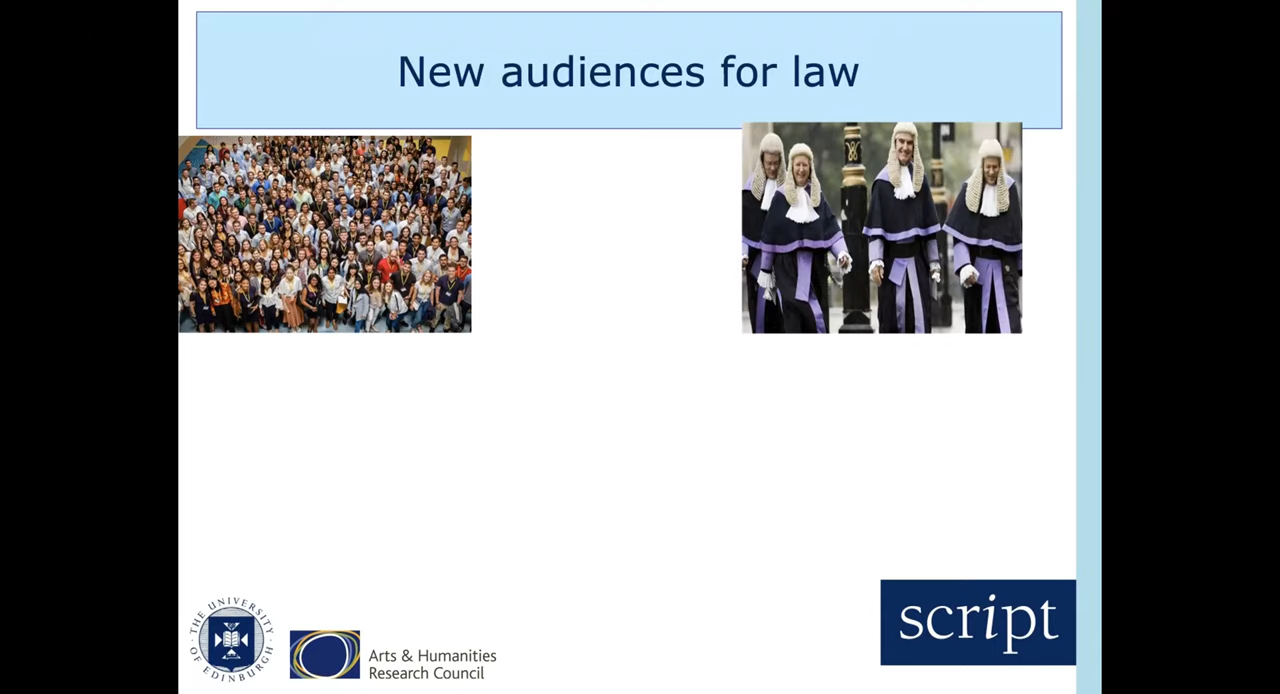 New audiences for law
THE UNIVERSITY OF EDINBURGH
Arts & Humanities
Research Council
script